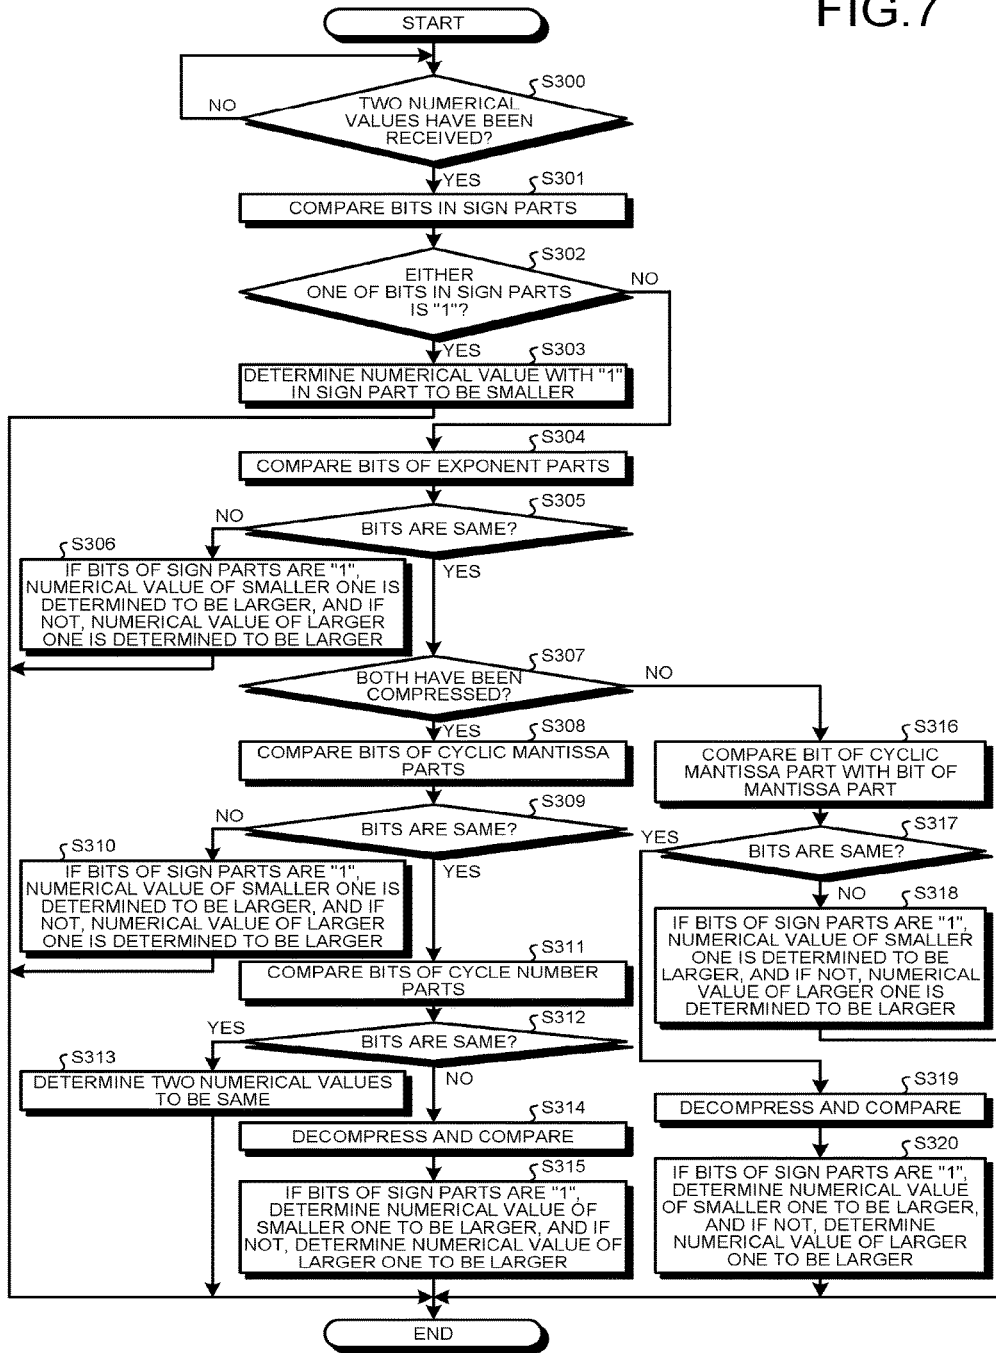 FIG.7
START
S300
TWO NUMERICAL
VALUES HAVE BEEN
RECEIVED?
NO
YES
S301
COMPARE BITS IN SIGN PARTS
S302
EITHER
ONE OF BITS IN SIGN PARTS
IS "1"?
NO
YES
S303
DETERMINE NUMERICAL VALUE WITH "1"
IN SIGN PART TO BE SMALLER
S304
COMPARE BITS OF EXPONENT PARTS
S305
BITS ARE SAME?
NO
YES
S306
IF BITS OF SIGN PARTS ARE "1",
NUMERICAL VALUE OF SMALLER ONE IS
DETERMINED TO BE LARGER, AND IF
NOT, NUMERICAL VALUE OF LARGER
ONE IS DETERMINED TO BE LARGER
S307
BOTH HAVE BEEN
COMPRESSED?
NO
YES
S308
COMPARE BITS OF CYCLIC MANTISSA
PARTS
S309
BITS ARE SAME?
NO
YES
S310
IF BITS OF SIGN PARTS ARE "1",
NUMERICAL VALUE OF SMALLER ONE IS
DETERMINED TO BE LARGER, AND IF
NOT, NUMERICAL VALUE OF LARGER
ONE IS DETERMINED TO BE LARGER
S311
COMPARE BITS OF CYCLE NUMBER
PARTS
S312
BITS ARE SAME?
YES
NO
S313
DETERMINE TWO NUMERICAL VALUES
TO BE SAME
S314
DECOMPRESS AND COMPARE
S315
IF BITS OF SIGN PARTS ARE "1",
DETERMINE NUMERICAL VALUE OF
SMALLER ONE TO BE LARGER, AND IF
NOT, DETERMINE NUMERICAL VALUE OF
LARGER ONE TO BE LARGER
S316
COMPARE BIT OF CYCLIC
MANTISSA PART WITH BIT OF
MANTISSA PART
S317
BITS ARE SAME?
YES
NO
S318
IF BITS OF SIGN PARTS ARE "1",
NUMERICAL VALUE OF SMALLER
ONE IS DETERMINED TO BE
LARGER, AND IF NOT, NUMERICAL
VALUE OF LARGER ONE IS
DETERMINED TO BE LARGER
S319
DECOMPRESS AND COMPARE
S320
IF BITS OF SIGN PARTS ARE "1",
DETERMINE NUMERICAL VALUE
OF SMALLER ONE TO BE LARGER,
AND IF NOT, DETERMINE
NUMERICAL VALUE OF LARGER
ONE TO BE LARGER
END